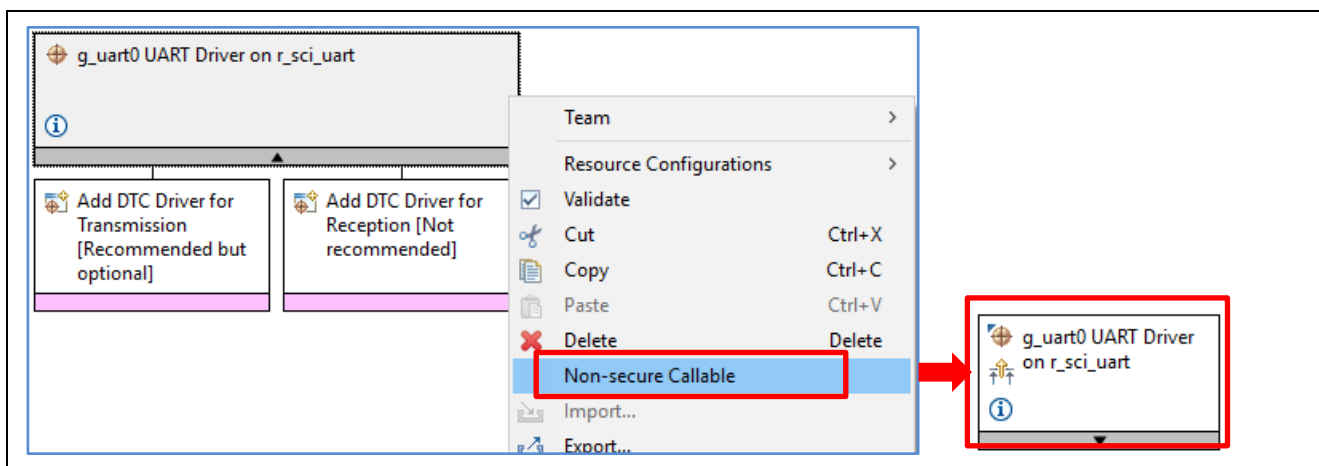 g_uart0 UART Driver on r_sci_uart
Add DTC Driver for
Transmission
[Recommended but
optional]
Add DTC Driver for
Reception [Not
recommended]
Team
Resource Configurations
Validate
Cut Ctrl+X
Copy Ctrl+C
Paste Ctrl+V
Delete Delete
Non-secure Callable
Import...
Export...
g_uart0 UART Driver
on r_sci_uart